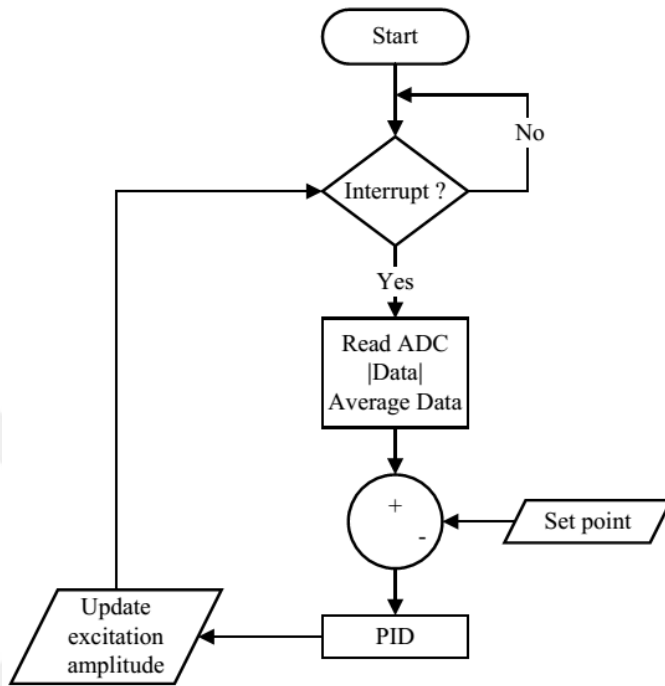 Start
No
Interrupt ?
Yes
Read ADC
|Data|
Average Data
+
-
Set point
PID
Update
excitation
amplitude